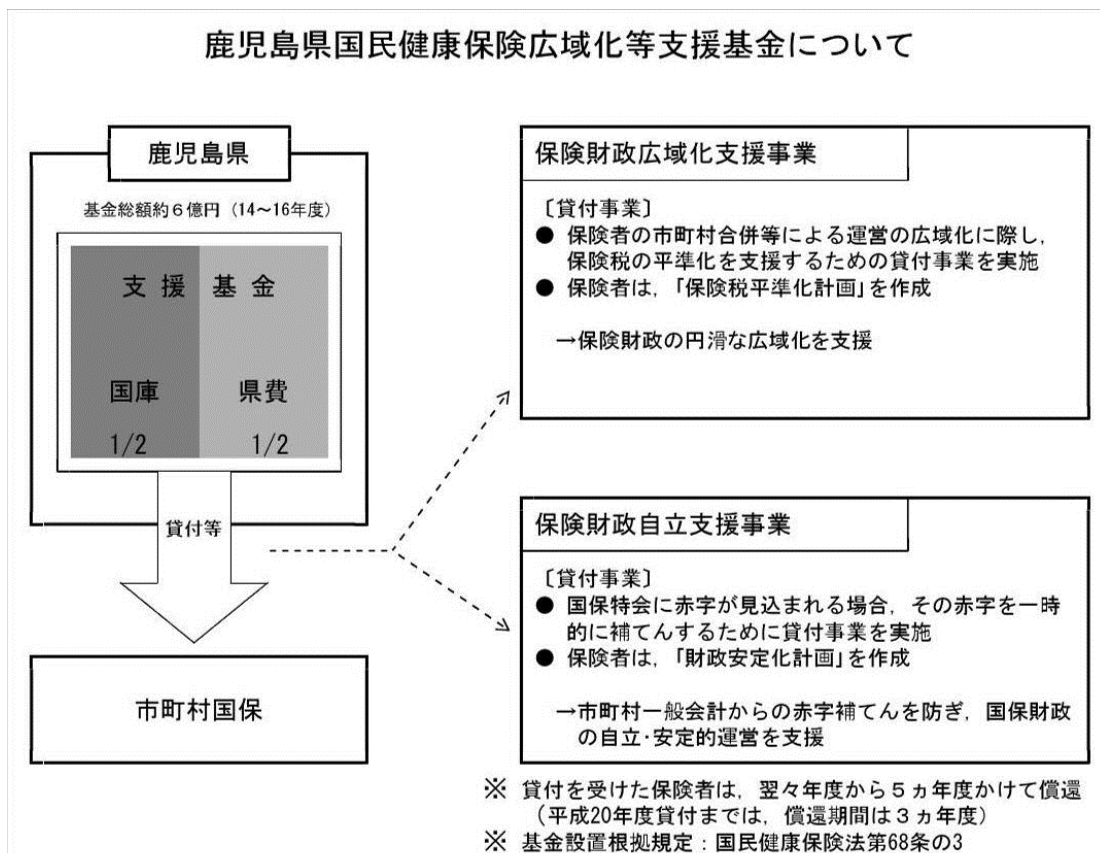 鹿児島県国民健康保険広域化等支援基金について
鹿児島県
基金総額約６億円（14～16年度）
支援基金
国庫
1/2
県費
1/2
貸付等
市町村国保
保険財政広域化支援事業
〔貸付事業〕
● 保険者の市町村合併等による運営の広域化に際し，
保険税の平準化を支援するための貸付事業を実施
● 保険者は，「保険税平準化計画」を作成
→保険財政の円滑な広域化を支援
保険財政自立支援事業
〔貸付事業〕
● 国保特会に赤字が見込まれる場合，その赤字を一時
的に補てんするために貸付事業を実施
● 保険者は，「財政安定化計画」を作成
→市町村一般会計からの赤字補てんを防ぎ，国保財政
の自立・安定的運営を支援
※ 貸付を受けた保険者は，翌々年度から５ヵ年度かけて償還
（平成20年度貸付までは，償還期間は３ヵ年度）
※ 基金設置根拠規定：国民健康保険法第68条の3